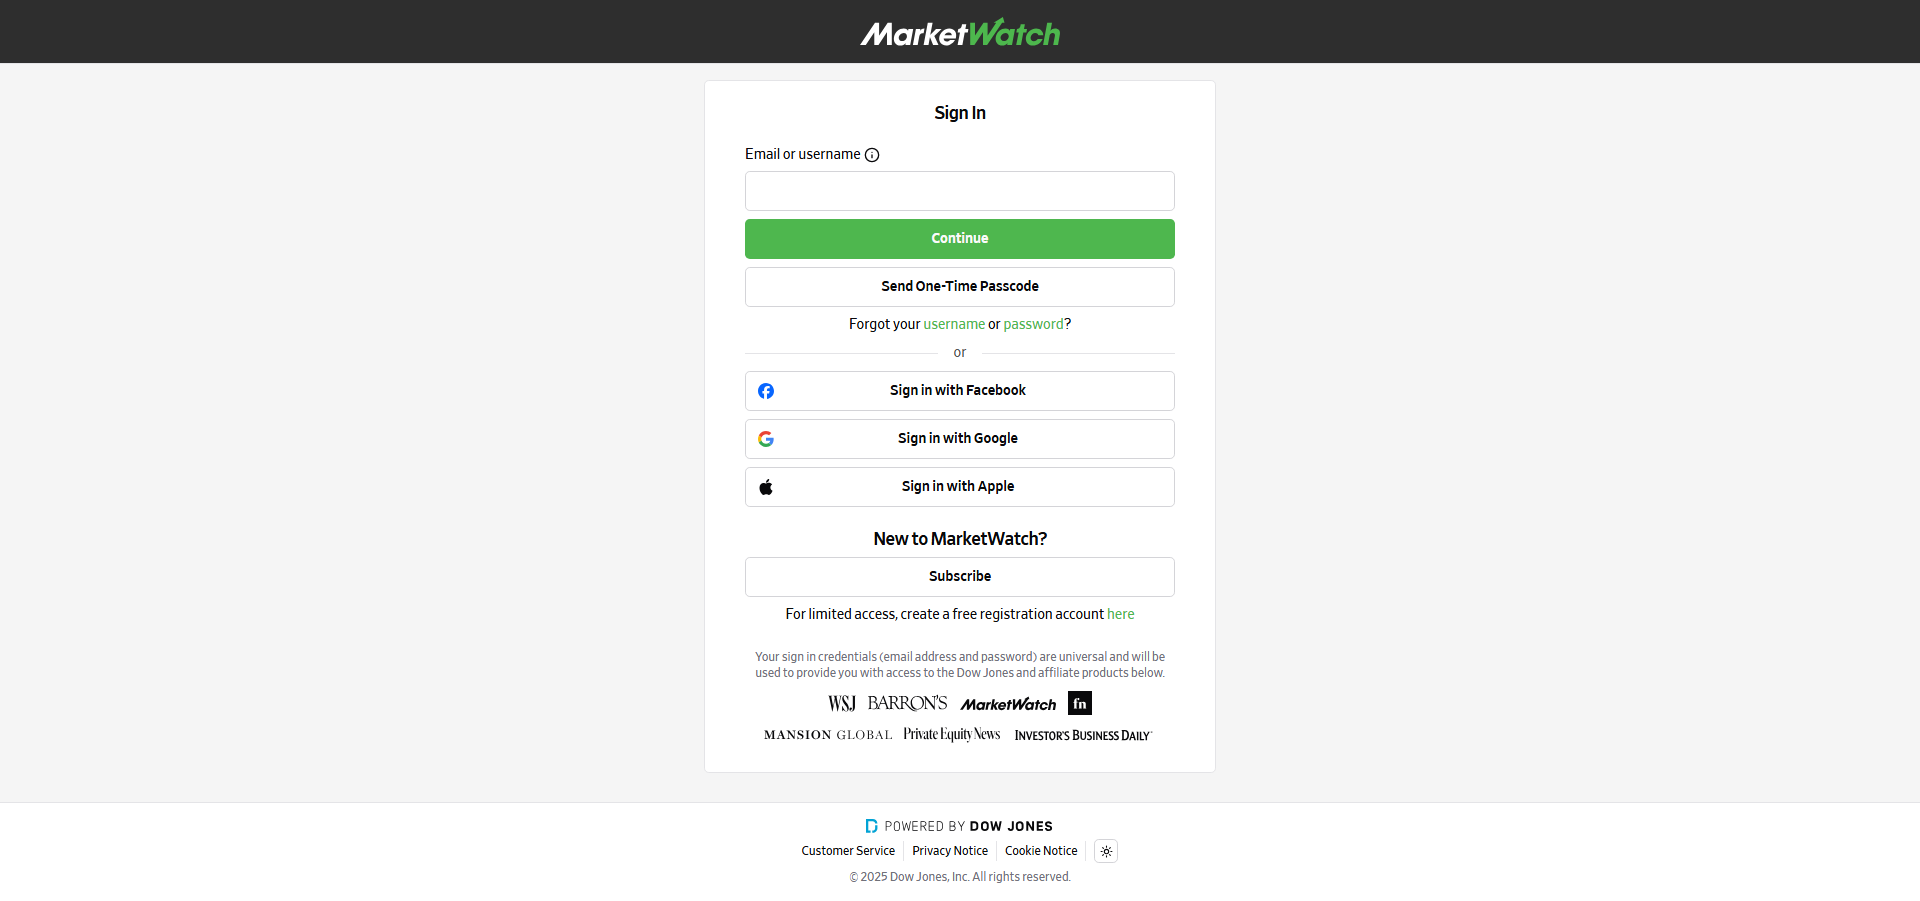 MarketWatch
Sign In
Email or username
Continue
Send One-Time Passcode
Forgot your username or password?
or
Sign in with Facebook
Sign in with Google
Sign in with Apple
New to MarketWatch?
Subscribe
For limited access, create a free registration account here
Your sign in credentials (email address and password) are universal and will be
used to provide you with access to the Dow Jones and affiliate products below.
WSJ BARRON'S MarketWatch fn
MANSION GLOBAL Private Equity News INVESTOR'S BUSINESS DAILY
POWERED BY DOW JONES
Customer Service Privacy Notice Cookie Notice
© 2025 Dow Jones, Inc. All rights reserved.